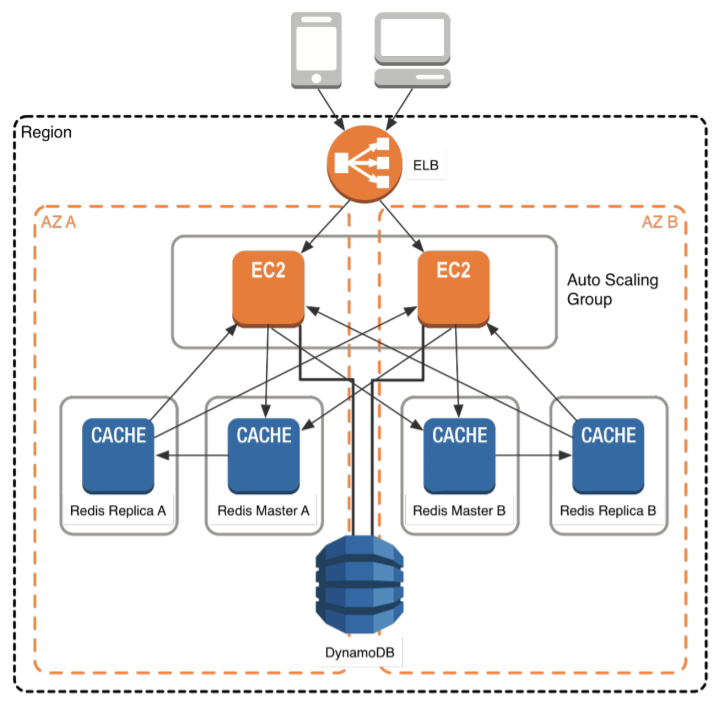 Region
ELB
AZ A
AZ B
EC2
EC2
Auto Scaling
Group
CACHE
CACHE
CACHE
CACHE
Redis Replica A
Redis Master A
Redis Master B
Redis Replica B
DynamoDB